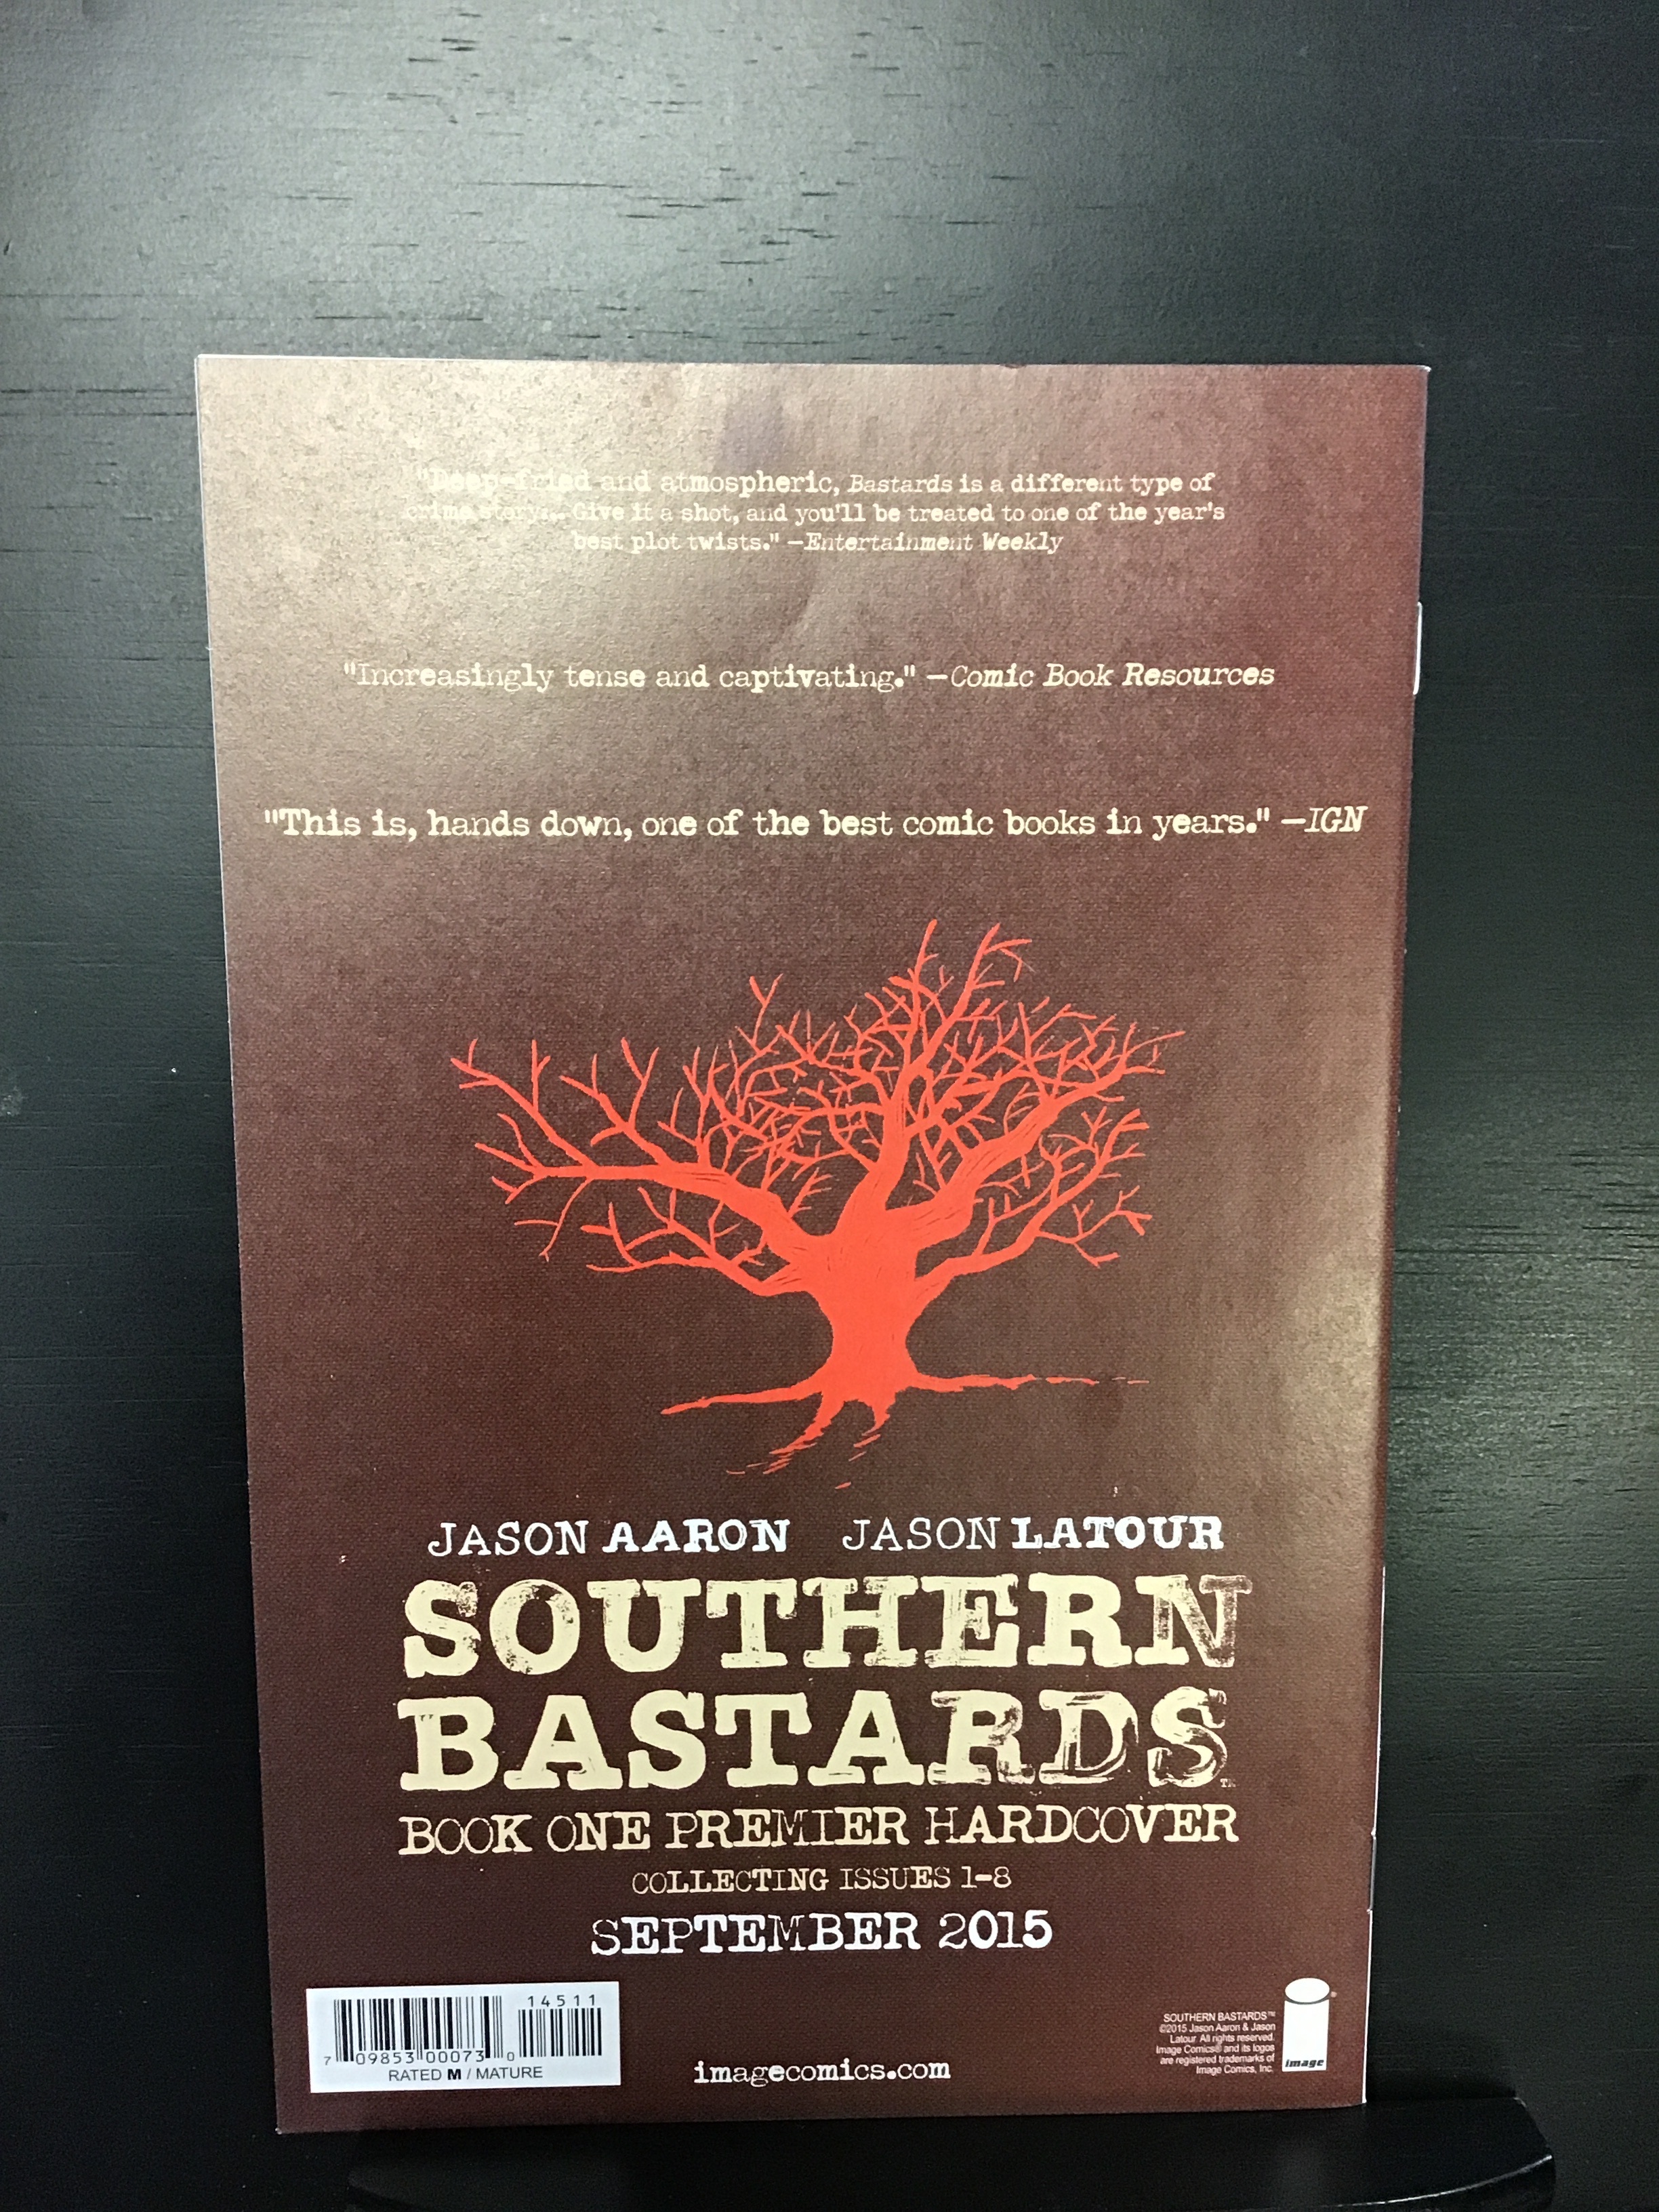 "Deep-fried and atmospheric, Bastards is a different type of
crime story... Give it a shot, and you'll be treated to one of the year's
best plot twists." —Entertainment Weekly
"Increasingly tense and captivating." —Comic Book Resources
"This is, hands down, one of the best comic books in years." —IGN
JASON AARON JASON LATOUR
SOUTHERN
BASTARDS™
BOOK ONE PREMIER HARDCOVER
COLLECTING ISSUES 1-8
SEPTEMBER 2015
14511
7 09853 00073 0
RATED M / MATURE
imagecomics.com
SOUTHERN BASTARDS™
©2015 Jason Aaron & Jason
Latour. All rights reserved.
Image Comics® and its logos
are registered trademarks of
Image Comics, Inc.
®
image